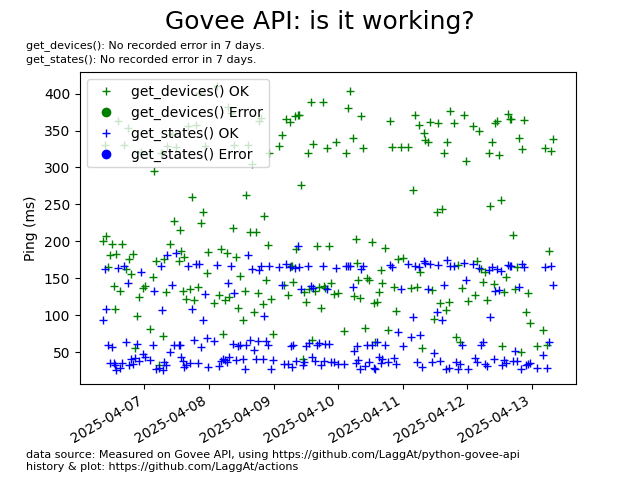 Govee API: is it working?
get_devices(): No recorded error in 7 days.
get_states(): No recorded error in 7 days.
get_devices() OK
get_devices() Error
get_states() OK
get_states() Error
Ping (ms)
400
350
300
250
200
150
100
50
2025-04-07
2025-04-08
2025-04-09
2025-04-10
2025-04-11
2025-04-12
2025-04-13
data source: Measured on Govee API, using https://github.com/LaggAt/python-govee-api
history & plot: https://github.com/LaggAt/actions